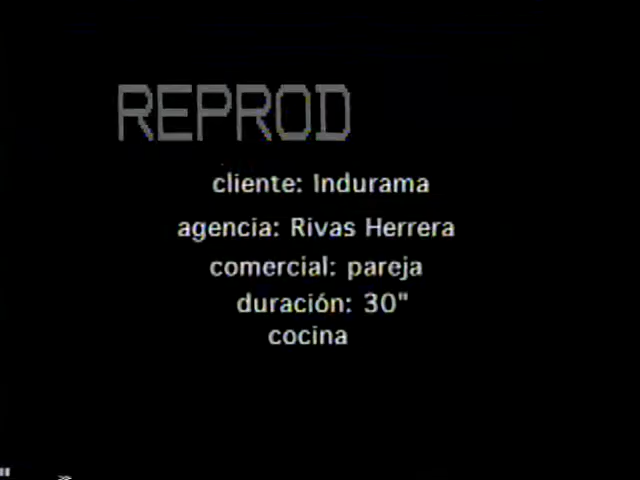 REPROD
cliente: Indurama
agencia: Rivas Herrera
comercial: pareja
duración: 30"
cocina